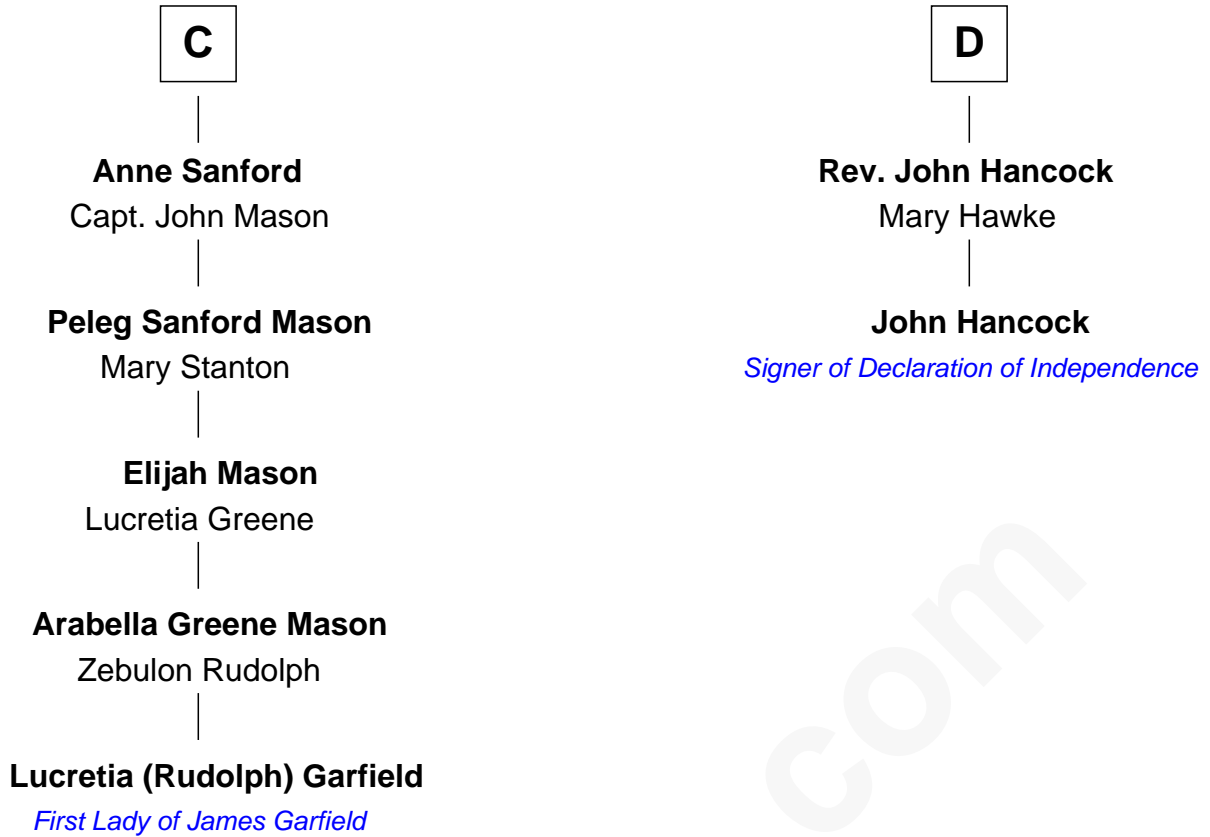 C
Anne Sanford
Capt. John Mason
Peleg Sanford Mason
Mary Stanton
Elijah Mason
Lucretia Greene
Arabella Greene Mason
Zebulon Rudolph
Lucretia (Rudolph) Garfield
First Lady of James Garfield
D
Rev. John Hancock
Mary Hawke
John Hancock
Signer of Declaration of Independence
com